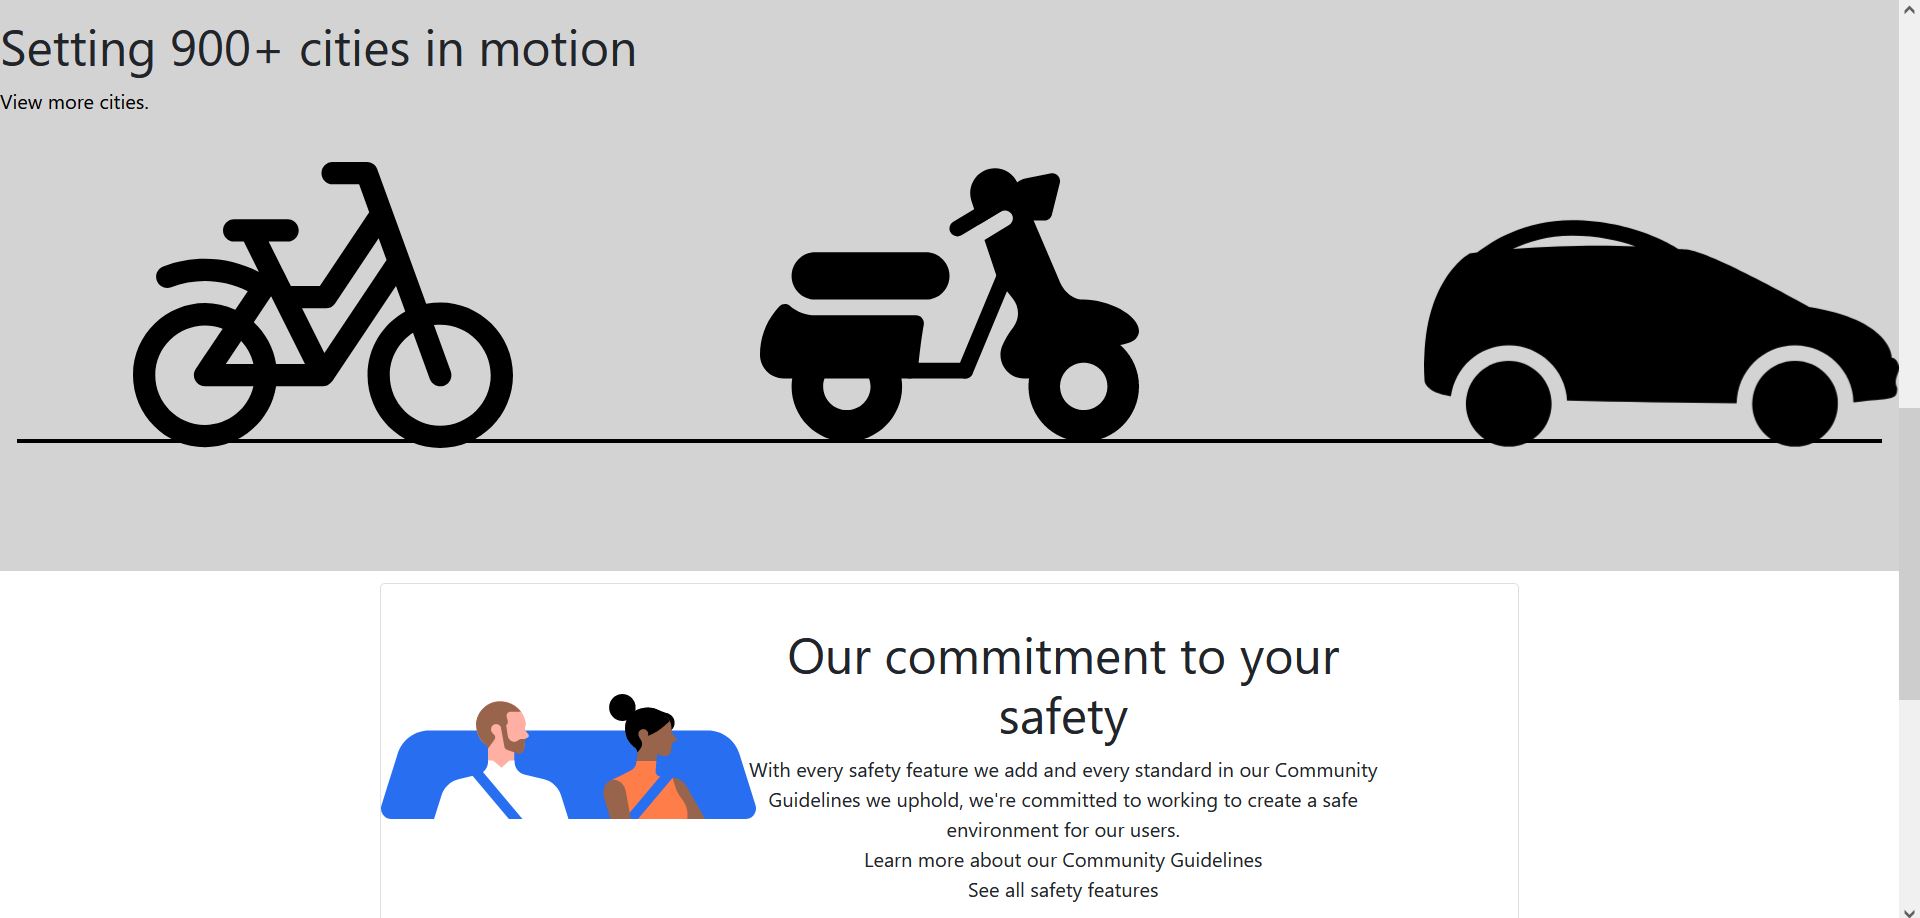 Setting 900+ cities in motion
View more cities.
Our commitment to your
safety
With every safety feature we add and every standard in our Community
Guidelines we uphold, we're committed to working to create a safe
environment for our users.
Learn more about our Community Guidelines
See all safety features